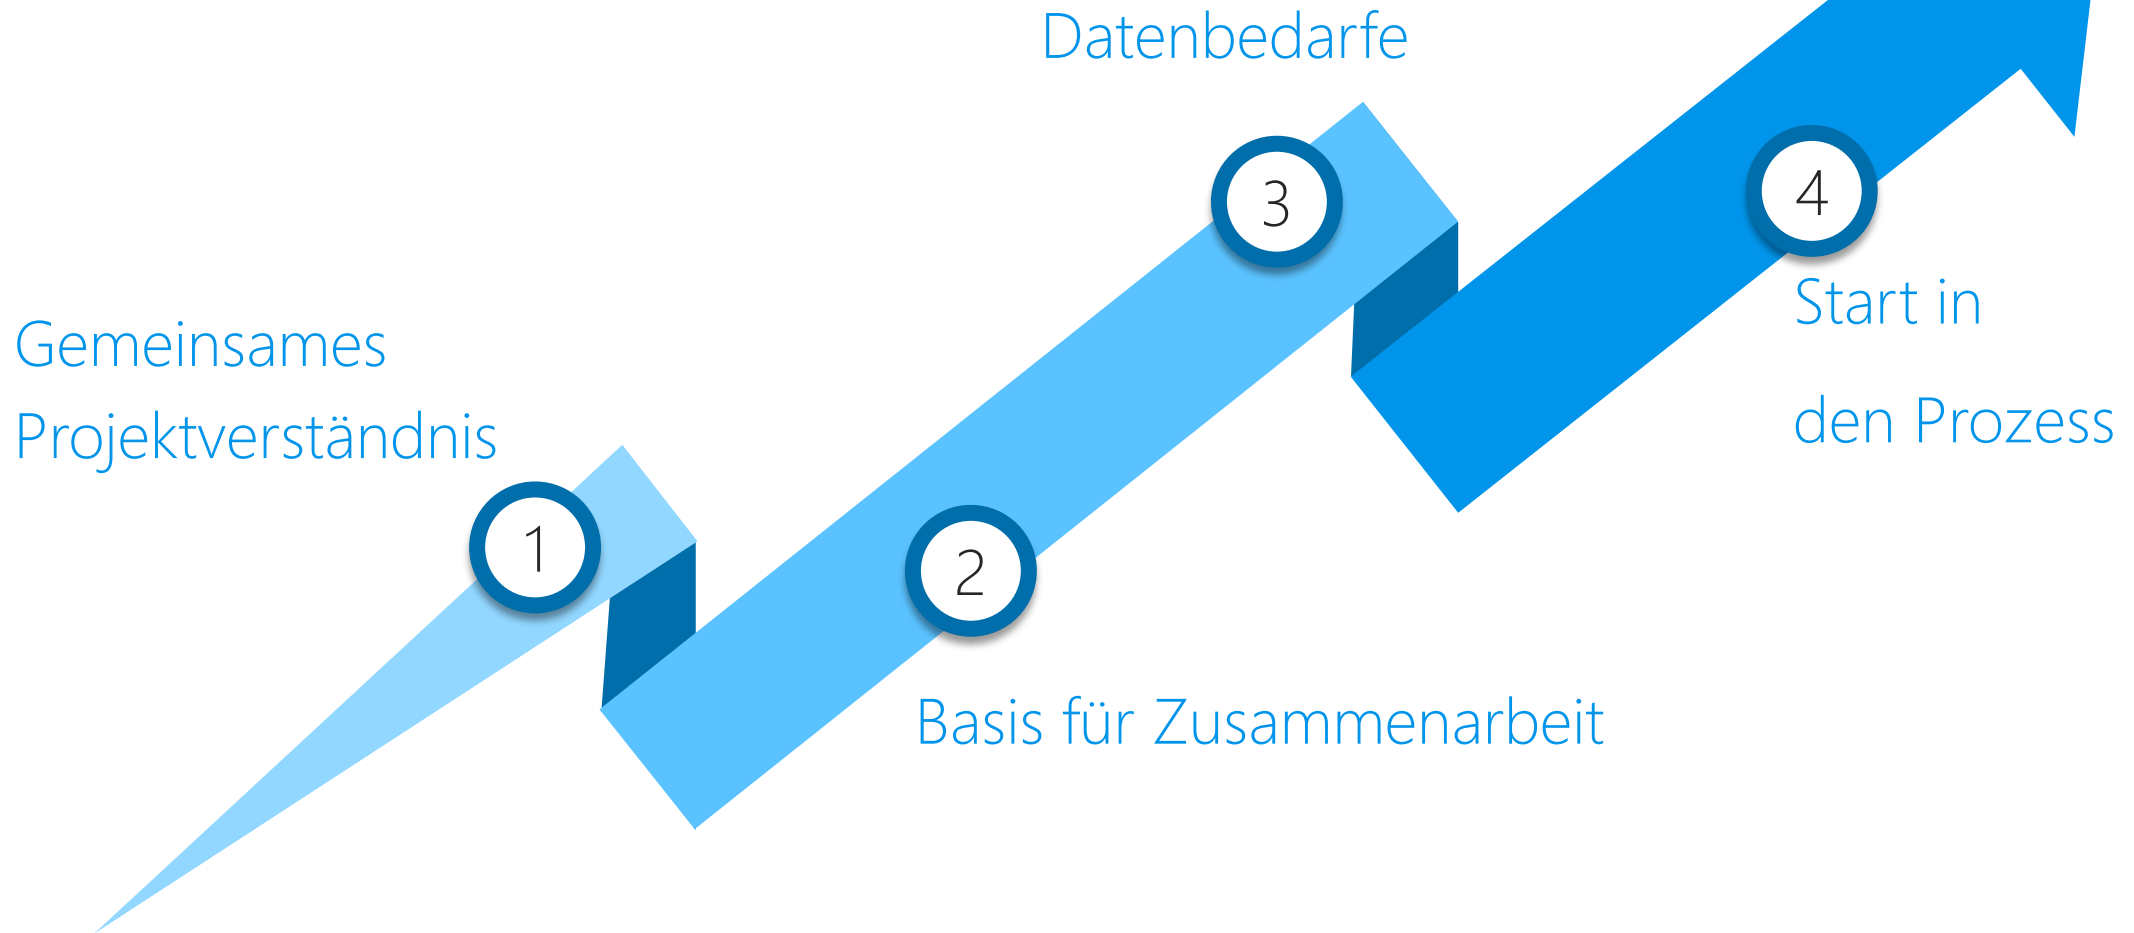 Gemeinsames
Projektverständnis
1
2
Basis für Zusammenarbeit
Datenbedarfe
3
4
Start in
den Prozess